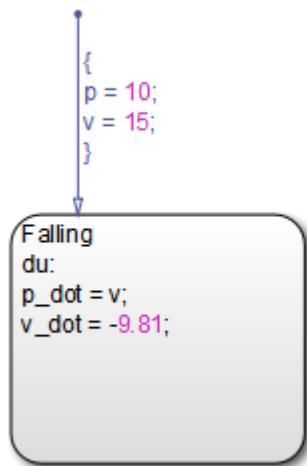 {
p = 10;
v = 15;
}
Falling
du:
p_dot = v;
v_dot = -9.81;